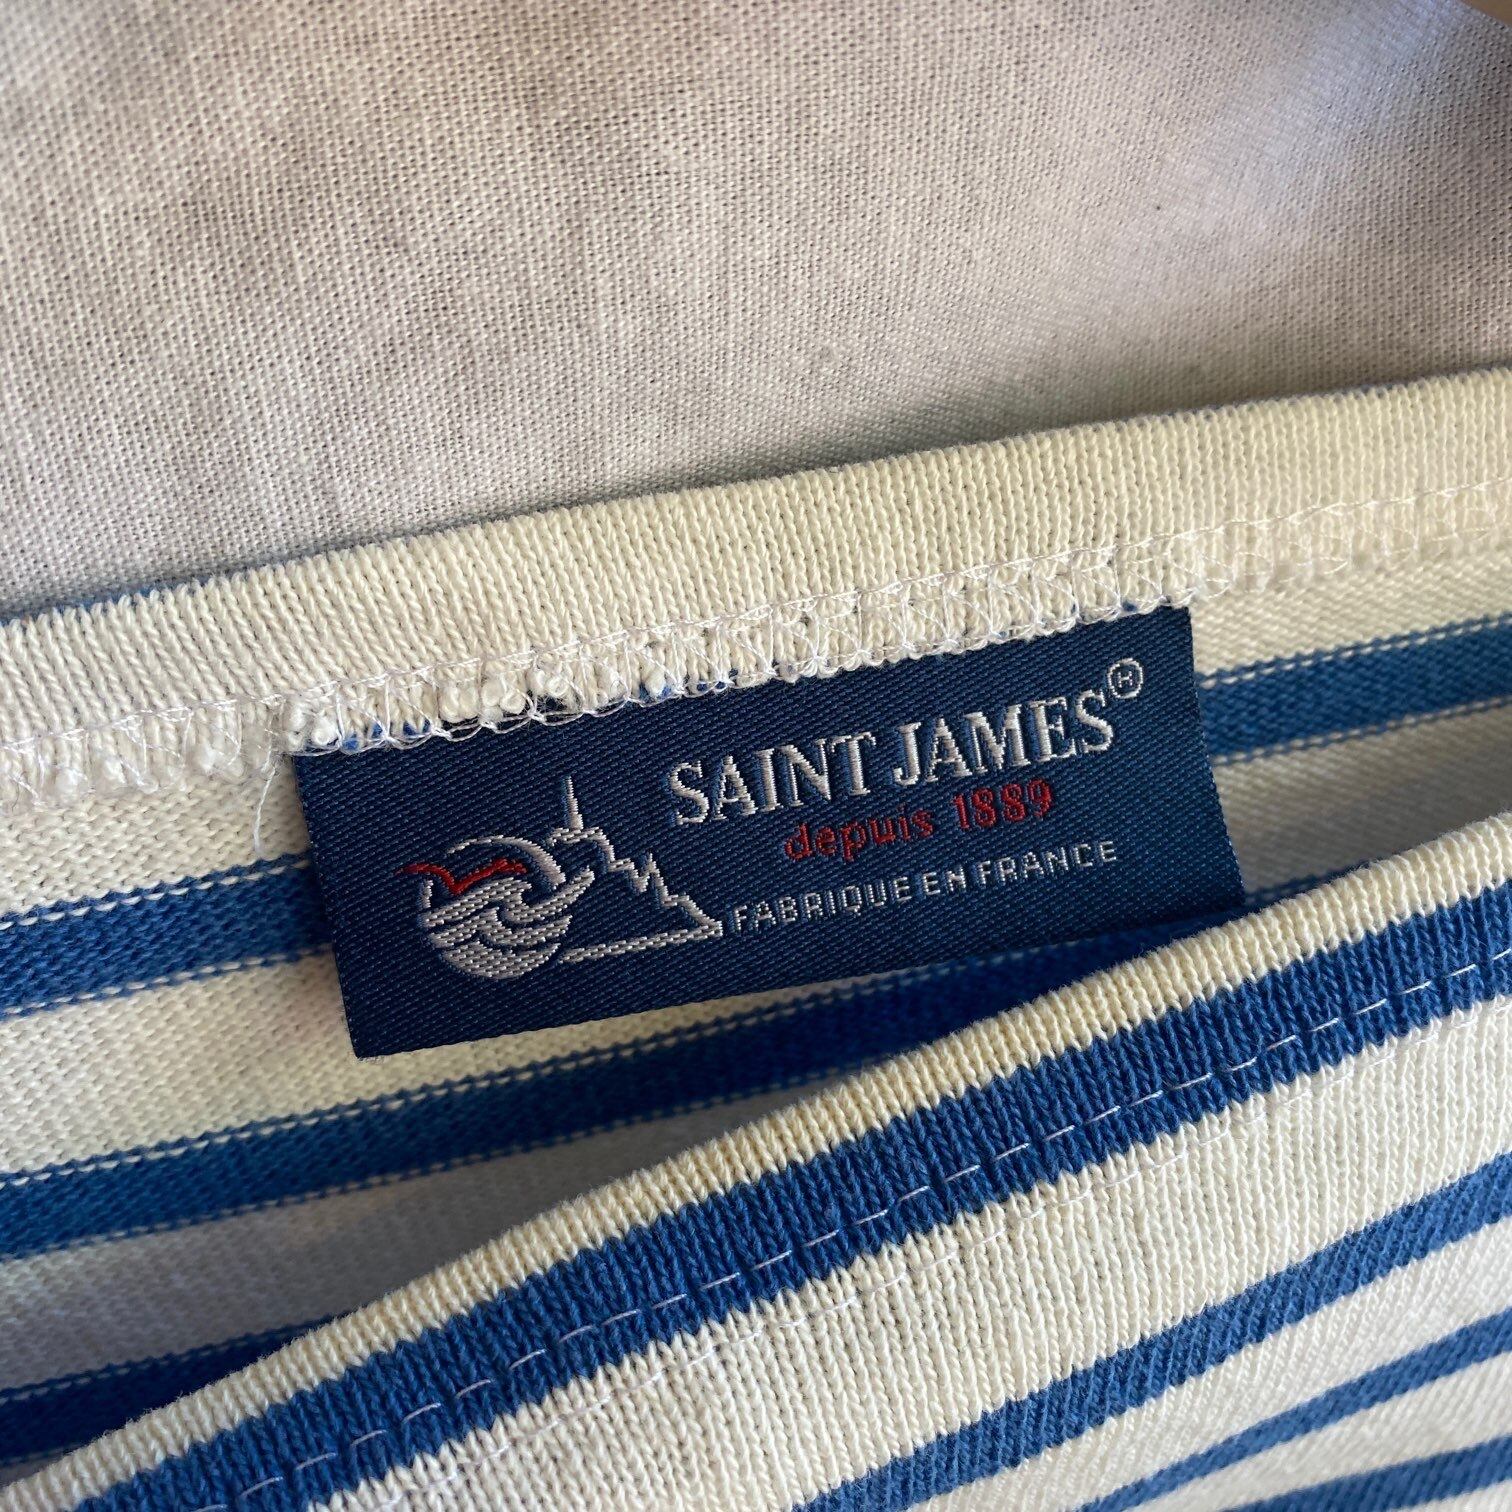 SAINT JAMES®
depuis 1889
FABRIQUE EN FRANCE